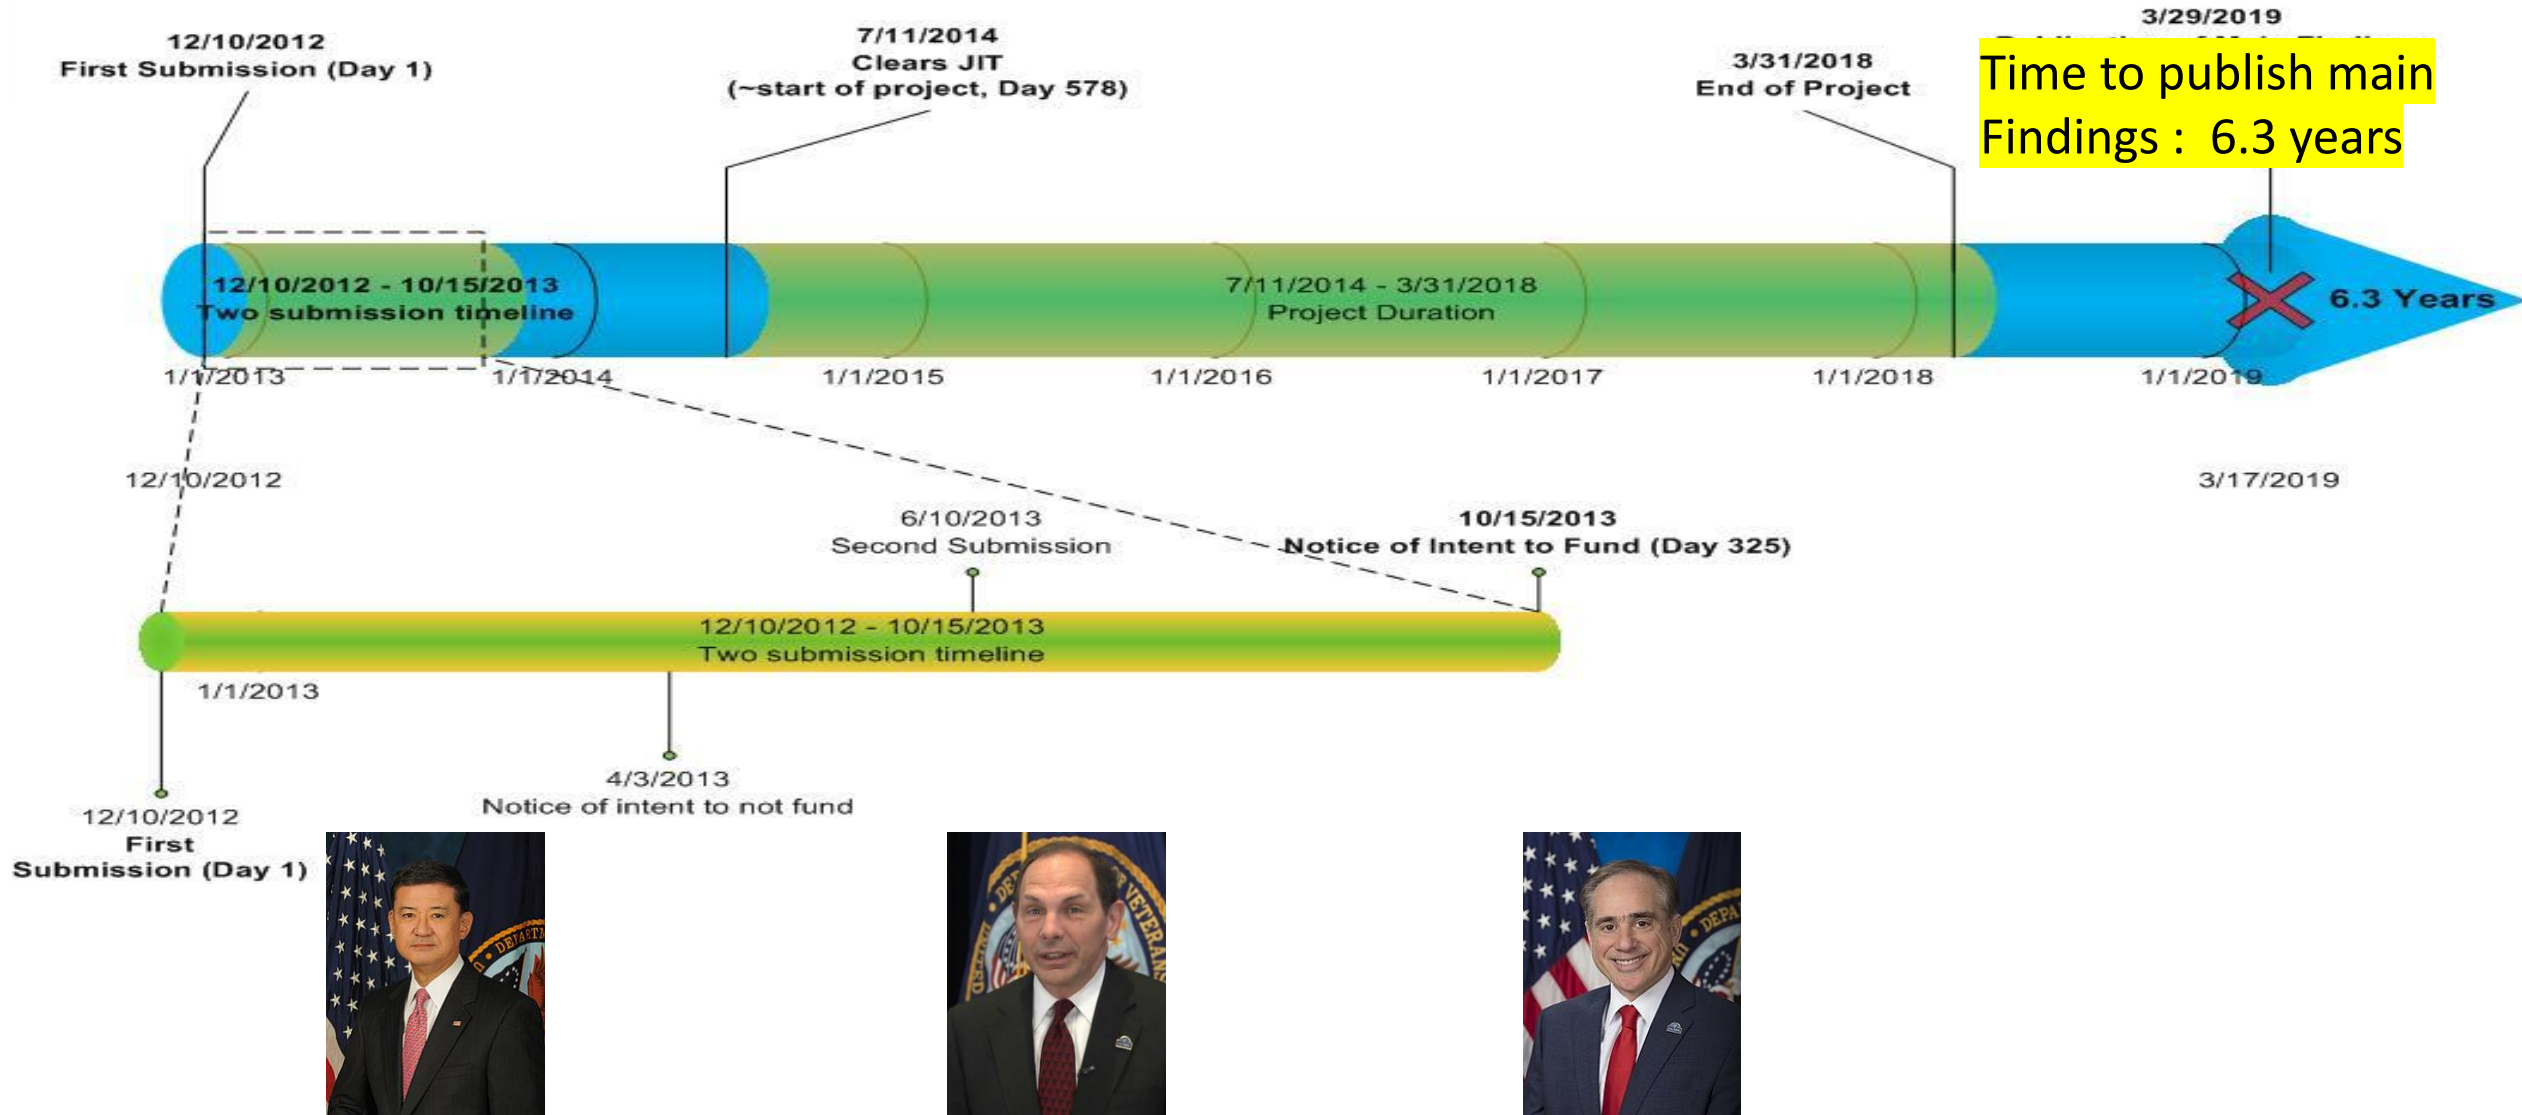 12/10/2012
First Submission (Day 1)
7/11/2014
Clears JIT
(~start of project, Day 578)
3/31/2018
End of Project
3/29/2019
Time to publish main
Findings : 6.3 years
12/10/2012 - 10/15/2013
Two submission timeline
7/11/2014 - 3/31/2018
Project Duration
6.3 Years
1/1/2013
1/1/2014
1/1/2015
1/1/2016
1/1/2017
1/1/2018
1/1/2019
12/10/2012
3/17/2019
6/10/2013
Second Submission
10/15/2013
Notice of Intent to Fund (Day 325)
12/10/2012 - 10/15/2013
Two submission timeline
1/1/2013
4/3/2013
Notice of intent to not fund
12/10/2012
First
Submission (Day 1)